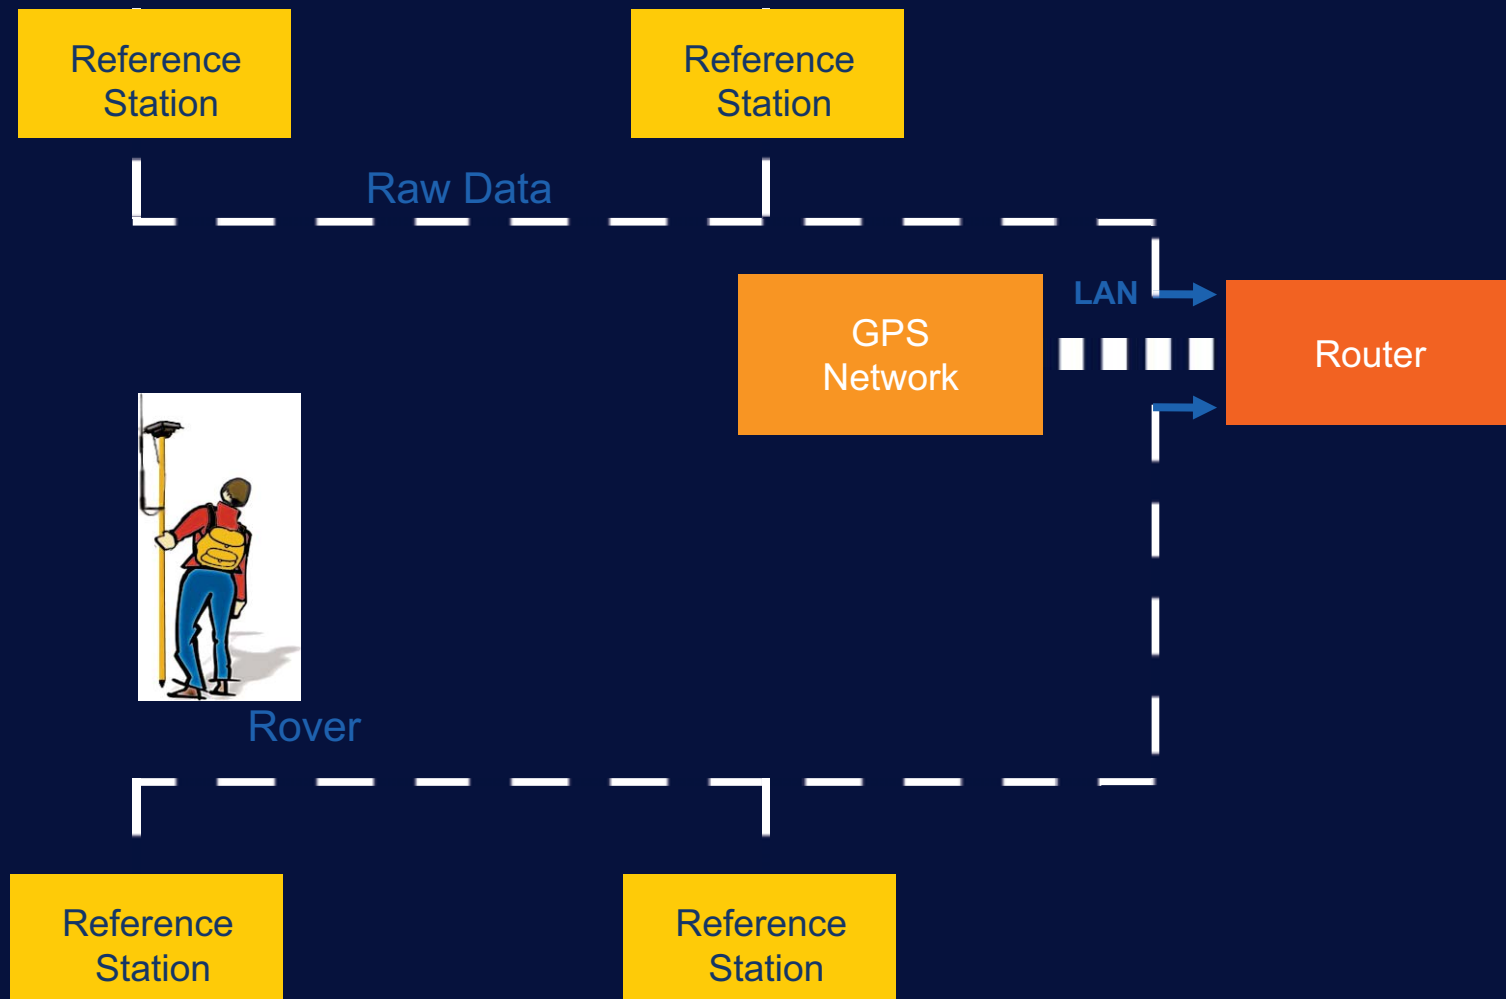 Reference
Station
Reference
Station
Raw Data
LAN
GPS
Network
Router
Rover
Reference
Station
Reference
Station